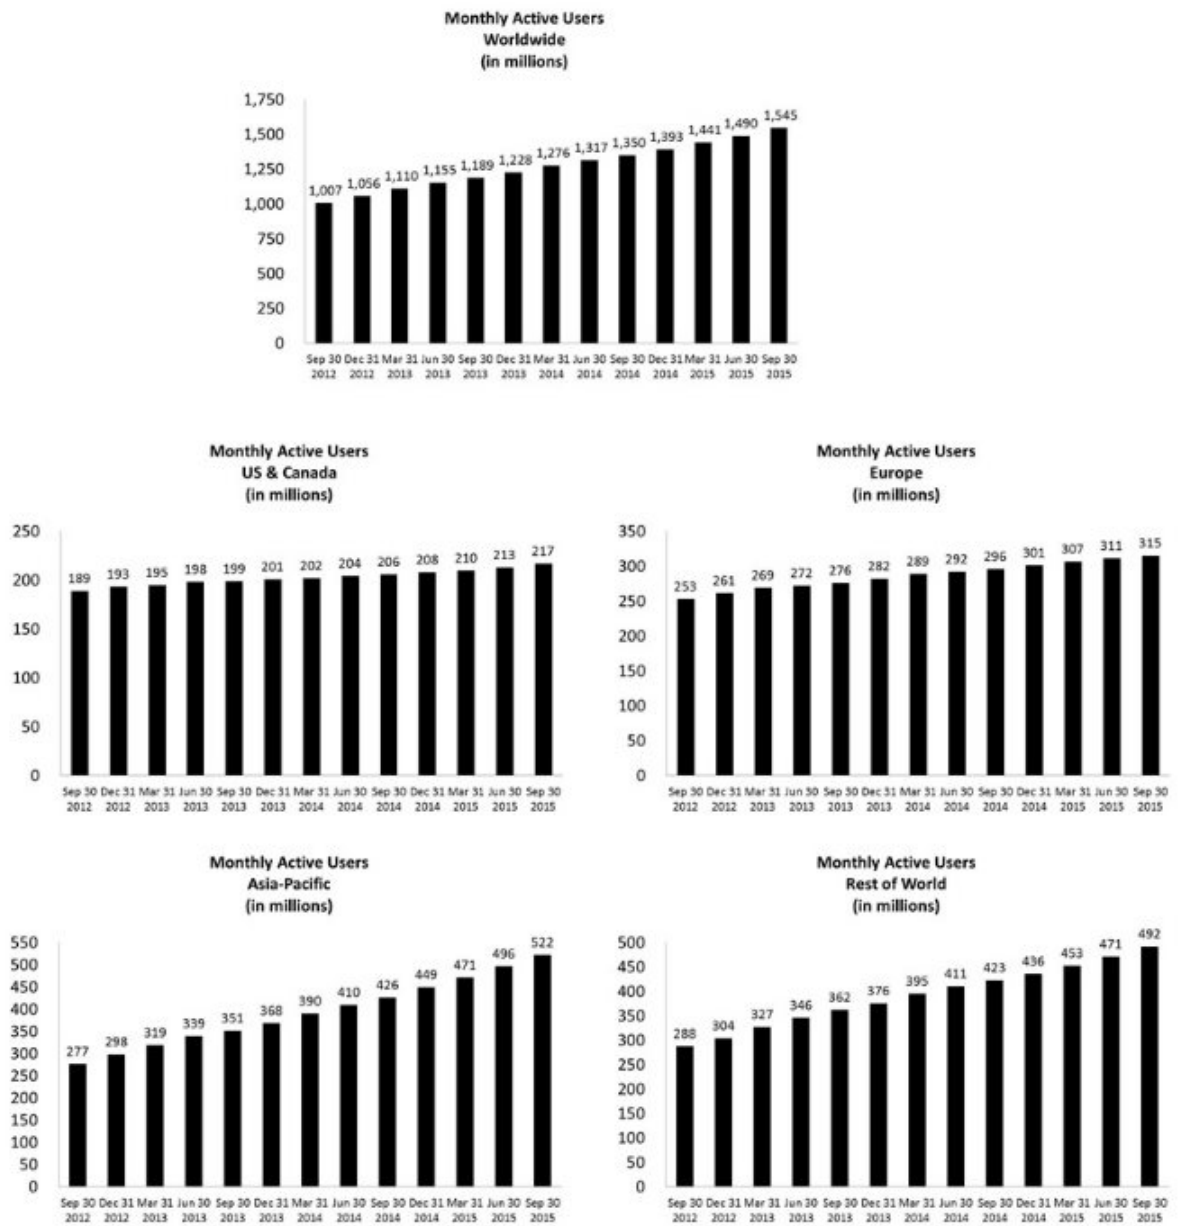 Monthly Active Users
Worldwide
(in millions)
1,750
1,500
1,250
1,000
750
500
250
0
1,007 1,056 1,110 1,155 1,189 1,228 1,276 1,317 1,350 1,393 1,441 1,490 1,545
Sep 30 Dec 31 Mar 31 Jun 30 Sep 30 Dec 31 Mar 31 Jun 30 Sep 30 Dec 31 Mar 31 Jun 30 Sep 30
2012 2012 2013 2013 2013 2013 2014 2014 2014 2014 2015 2015 2015
Monthly Active Users
US & Canada
(in millions)
250
200
150
100
50
0
189 193 195 198 199 201 202 204 206 208 210 213 217
Sep 30 Dec 31 Mar 31 Jun 30 Sep 30 Dec 31 Mar 31 Jun 30 Sep 30 Dec 31 Mar 31 Jun 30 Sep 30
2012 2012 2013 2013 2013 2013 2014 2014 2014 2014 2015 2015 2015
Monthly Active Users
Europe
(in millions)
350
300
250
200
150
100
50
0
253 261 269 272 276 282 289 292 296 301 307 311 315
Sep 30 Dec 31 Mar 31 Jun 30 Sep 30 Dec 31 Mar 31 Jun 30 Sep 30 Dec 31 Mar 31 Jun 30 Sep 30
2012 2012 2013 2013 2013 2013 2014 2014 2014 2014 2015 2015 2015
Monthly Active Users
Asia-Pacific
(in millions)
550
500
450
400
350
300
250
200
150
100
50
0
277 298 319 339 351 368 390 410 426 449 471 496 522
Sep 30 Dec 31 Mar 31 Jun 30 Sep 30 Dec 31 Mar 31 Jun 30 Sep 30 Dec 31 Mar 31 Jun 30 Sep 30
2012 2012 2013 2013 2013 2013 2014 2014 2014 2014 2015 2015 2015
Monthly Active Users
Rest of World
(in millions)
500
450
400
350
300
250
200
150
100
50
0
288 304 327 346 362 376 395 411 423 436 453 471 492
Sep 30 Dec 31 Mar 31 Jun 30 Sep 30 Dec 31 Mar 31 Jun 30 Sep 30 Dec 31 Mar 31 Jun 30 Sep 30
2012 2012 2013 2013 2013 2013 2014 2014 2014 2014 2015 2015 2015